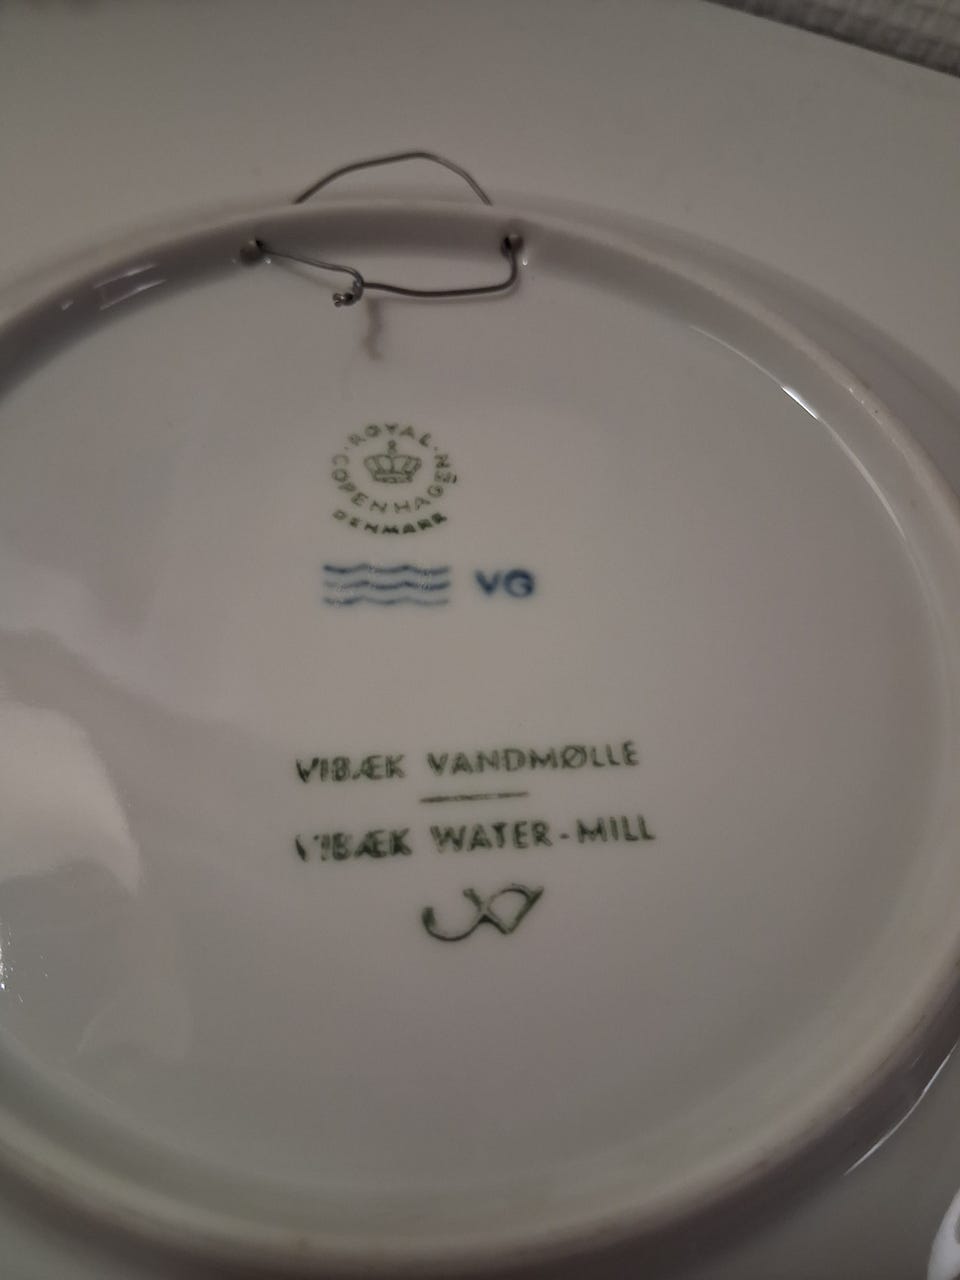 ROYAL
COPENHAGEN
DENMARK
VG
VIBÆK VANDMØLLE
VIBÆK WATER-MILL